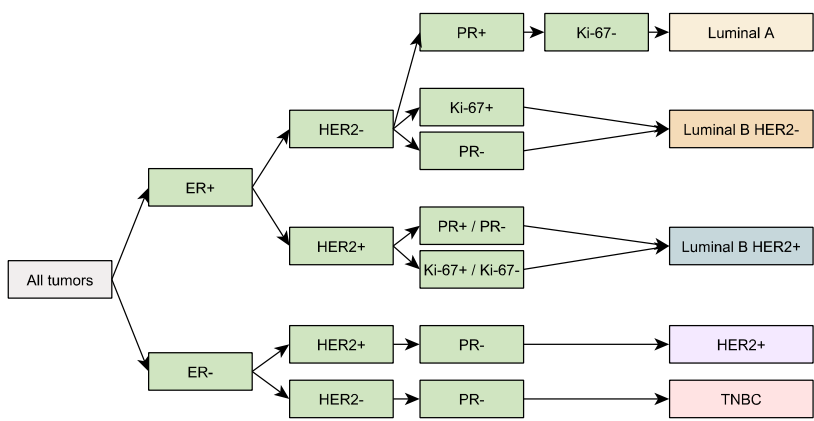 PR+
Ki-67-
Luminal A
Ki-67+
HER2-
Luminal B HER2-
PR-
ER+
PR+ / PR-
HER2+
Luminal B HER2+
Ki-67+ / Ki-67-
All tumors
HER2+
PR-
HER2+
ER-
HER2-
PR-
TNBC